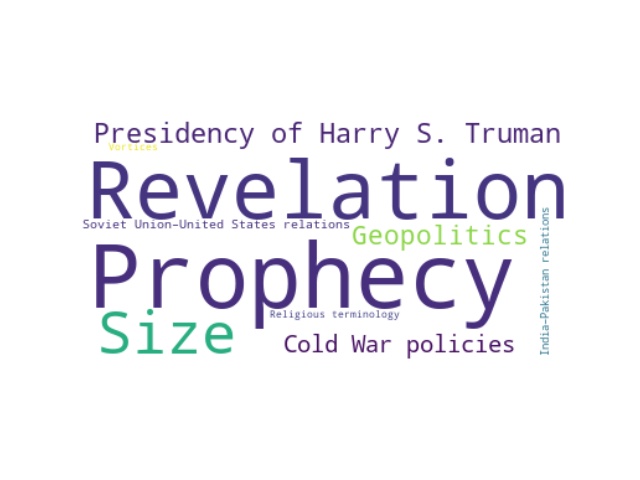 Presidency of Harry S. Truman
Vortices
Revelation
Soviet Union–United States relations
Geopolitics
Prophecy
India-Pakistan relations
Size
Religious terminology
Cold War policies